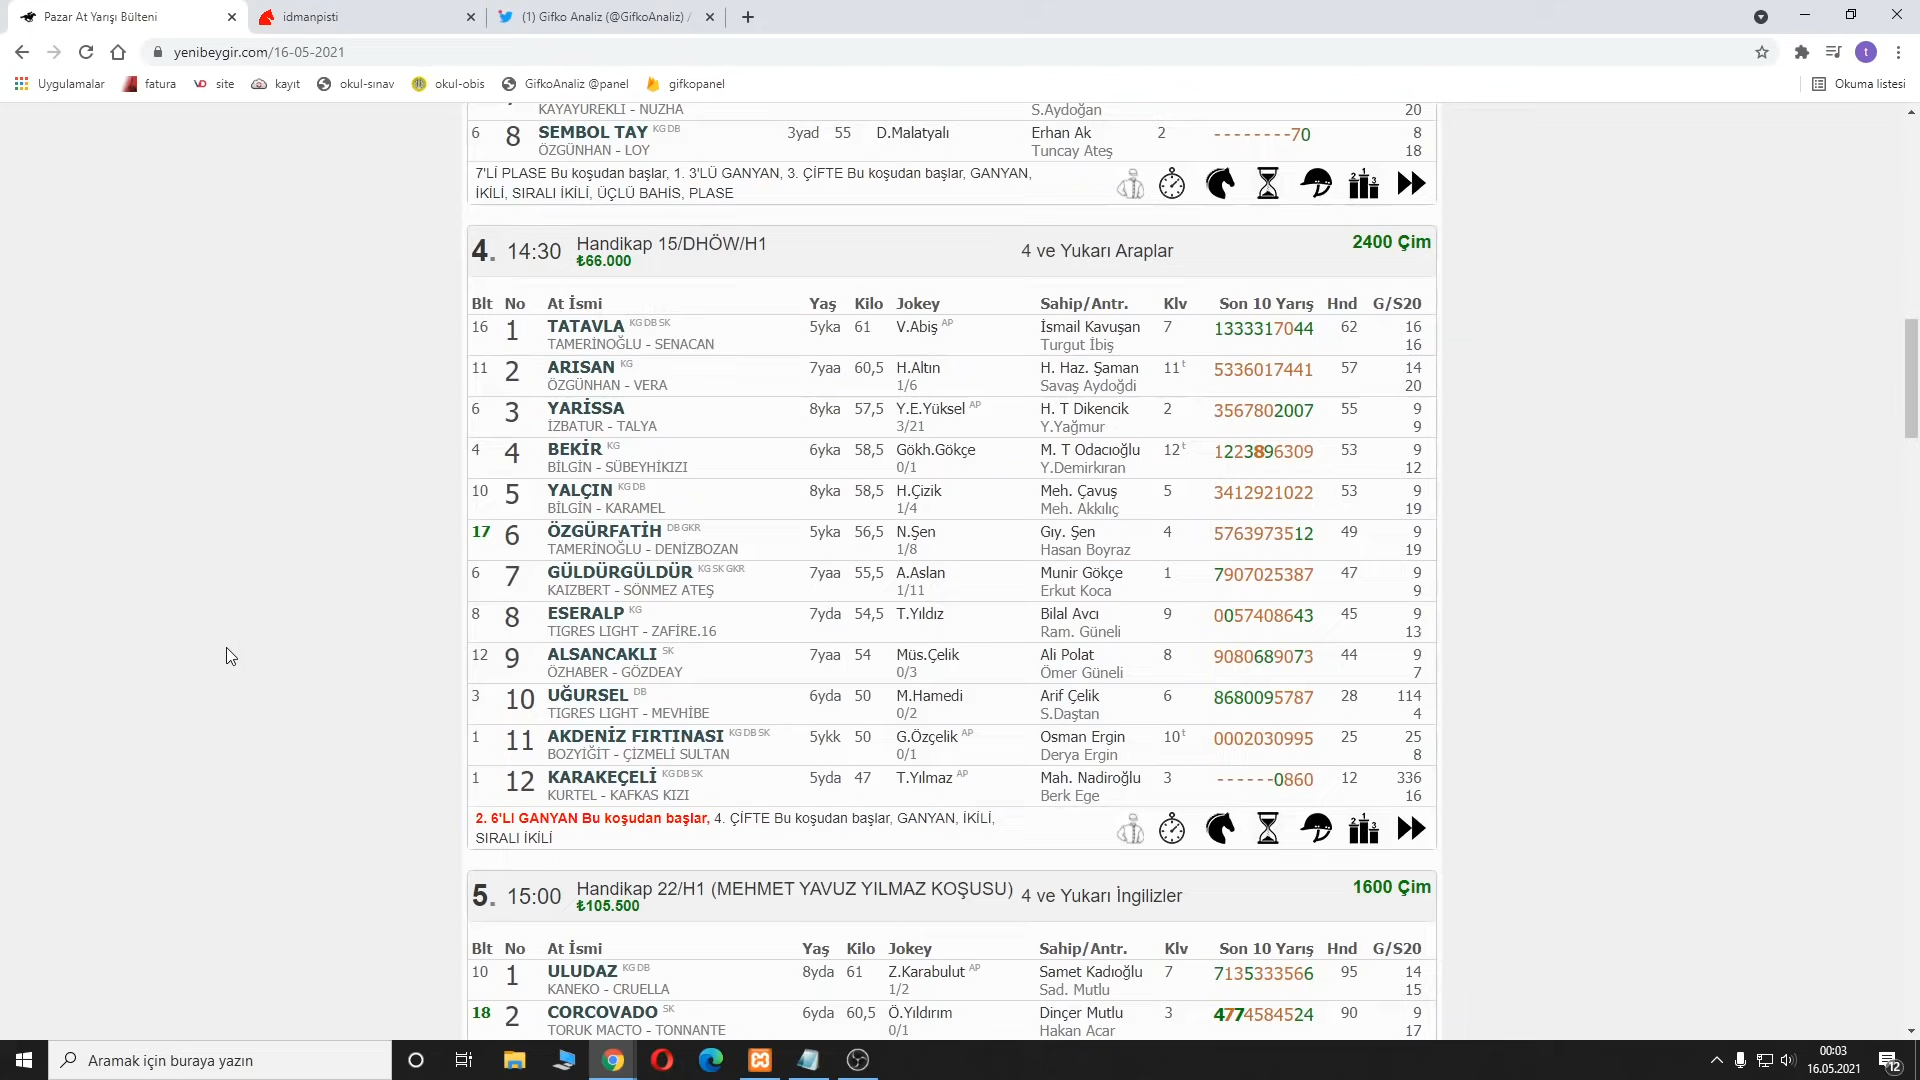 Pazar At Yarışı Bülteni
idmanpisti
(1) Gifko Analiz (@GifkoAnaliz) /
yenibeygir.com/16-05-2021
t
Uygulamalar
fatura
VD site
kayıt
okul-sınav
okul-obis
GifkoAnaliz @panel
gifkopanel
Okuma listesi
KAYAYÜREKLİ - NUZHA S.Aydoğan 20
6 8 SEMBOL TAY KG DB 3yad 55 D.Malatyalı Erhan Ak 2 --------70 8
ÖZGÜNHAN - LOY Tuncay Ateş 18
7'Lİ PLASE Bu koşudan başlar, 1. 3'LÜ GANYAN, 3. ÇİFTE Bu koşudan başlar, GANYAN,
İKİLİ, SIRALI İKİLİ, ÜÇLÜ BAHİS, PLASE
4. 14:30 Handikap 15/DHÖW/H1 4 ve Yukarı Araplar 2400 Çim
₺66.000
Blt No At İsmi Yaş Kilo Jokey Sahip/Antr. Klv Son 10 Yarış Hnd G/S20
16 1 TATAVLA KG DB SK 5yka 61 V.Abiş AP İsmail Kavuşan 7 1333317044 62 16
TAMERİNOĞLU - SENACAN Turgut İbiş 16
11 2 ARISAN KG 7yaa 60,5 H.Altın H. Haz. Şaman 11 t 5336017441 57 14
ÖZGÜNHAN - VERA 1/6 Savaş Aydoğdi 20
6 3 YARİSSA 8yka 57,5 Y.E.Yüksel AP H. T Dikencik 2 3567802007 55 9
İZBATUR - TALYA 3/21 Y.Yağmur 9
4 4 BEKİR KG 6yka 58,5 Gökh.Gökçe M. T Odacıoğlu 12 t 1223896309 53 9
BİLGİN - SÜBEYHİKIZI 0/1 Y.Demirkıran 12
10 5 YALÇIN KG DB 8yka 58,5 H.Çizik Meh. Çavuş 5 3412921022 53 9
BİLGİN - KARAMEL 1/4 Meh. Akkılıç 19
17 6 ÖZGÜRFATİH DB GKR 5yka 56,5 N.Şen Gıy. Şen 4 5763973512 49 9
TAMERİNOĞLU - DENİZBOZAN 1/8 Hasan Boyraz 19
6 7 GÜLDÜRGÜLDÜR KG SK GKR 7yaa 55,5 A.Aslan Munir Gökçe 1 7907025387 47 9
KAIZBERT - SÖNMEZ ATEŞ 1/11 Erkut Koca 9
8 8 ESERALP KG 7yda 54,5 T.Yıldız Bilal Avcı 9 0057408643 45 9
TIGRES LIGHT - ZAFİRE.16 Ram. Güneli 13
12 9 ALSANCAKLI SK 7yaa 54 Müs.Çelik Ali Polat 8 9080689073 44 9
ÖZHABER - GÖZDEAY 0/3 Ömer Güneli 7
3 10 UĞURSEL DB 6yda 50 M.Hamedi Arif Çelik 6 8680095787 28 114
TIGRES LIGHT - MEVHİBE 0/2 S.Daştan 4
1 11 AKDENİZ FIRTINASI KG DB SK 5ykk 50 G.Özçelik AP Osman Ergin 10 t 0002030995 25 25
BOZYİĞİT - ÇİZMELİ SULTAN 0/1 Derya Ergin 8
1 12 KARAKEÇELİ KG DB SK 5yda 47 T.Yılmaz AP Mah. Nadiroğlu 3 ------0860 12 336
KURTEL - KAFKAS KIZI Berk Ege 16
2. 6'LI GANYAN Bu koşudan başlar, 4. ÇİFTE Bu koşudan başlar, GANYAN, İKİLİ,
SIRALI İKİLİ
5. 15:00 Handikap 22/H1 (MEHMET YAVUZ YILMAZ KOŞUSU) 4 ve Yukarı İngilizler 1600 Çim
₺105.500
Blt No At İsmi Yaş Kilo Jokey Sahip/Antr. Klv Son 10 Yarış Hnd G/S20
10 1 ULUDAZ KG DB 8yda 61 Z.Karabulut AP Samet Kadıoğlu 7 7135333566 95 14
KANEKO - CRUELLA 1/2 Sad. Mutlu 15
18 2 CORCOVADO SK 6yda 60,5 Ö.Yıldırım Dinçer Mutlu 3 4774584524 90 9
TORUK MACTO - TONNANTE 0/1 Hakan Acar 17
Aramak için buraya yazın
00:03
16.05.2021
12